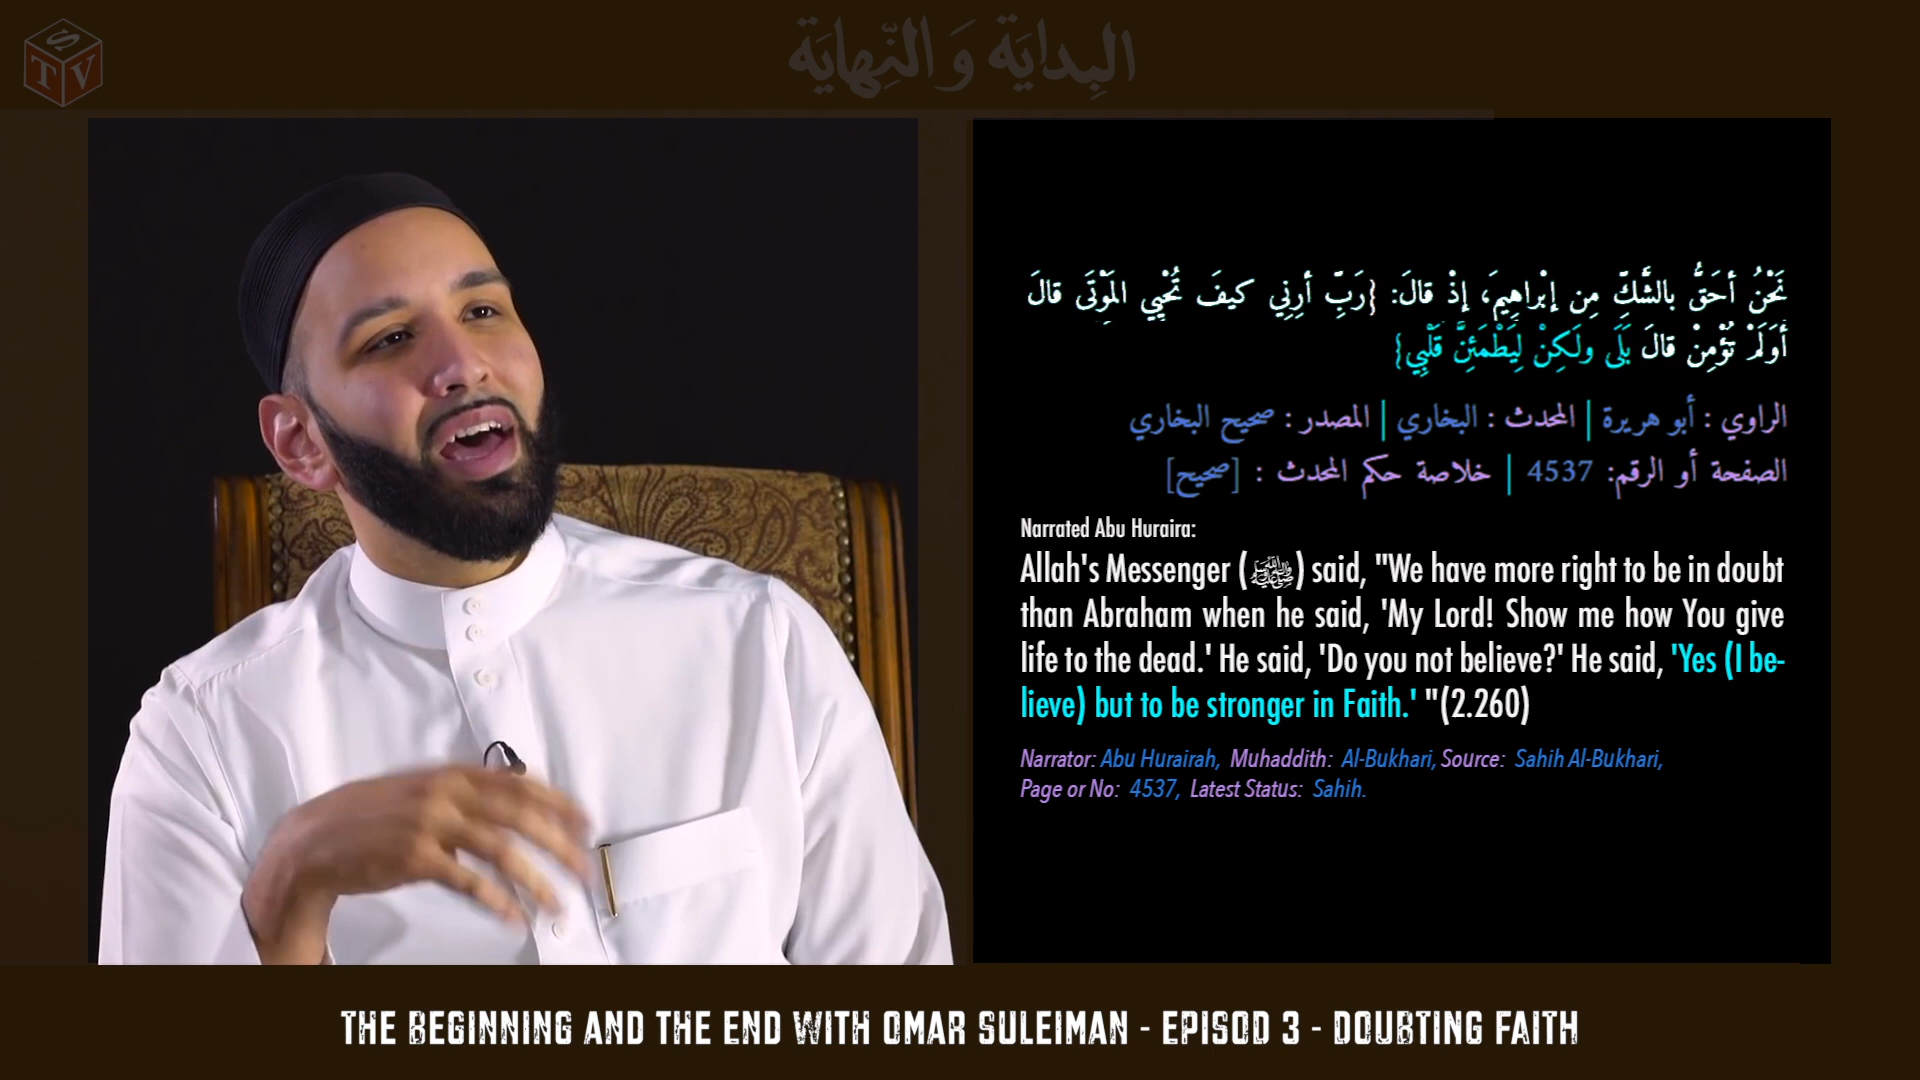 S
T V
البِدايَة وَالنِّهايَة
نَحْنُ أحَقُّ بالشَّكِّ مِن إبْراهِيمَ، إذْ قالَ: {رَبِّ أرِنِي كيفَ تُحْيِي المَوْتَى قالَ
أوَلَمْ تُؤْمِنْ قالَ بَلَى ولَكِنْ لِيَطْمَئِنَّ قَلْبِي}
الراوي : أبو هريرة | المحدث : البخاري | المصدر : صحيح البخاري
الصفحة أو الرقم: 4537 | خلاصة حكم المحدث : [صحيح]
Narrated Abu Huraira:
Allah's Messenger (ﷺ) said, "We have more right to be in doubt
than Abraham when he said, 'My Lord! Show me how You give
life to the dead.' He said, 'Do you not believe?' He said, 'Yes (I be-
lieve) but to be stronger in Faith.' "(2.260)
Narrator: Abu Hurairah, Muhaddith: Al-Bukhari, Source: Sahih Al-Bukhari,
Page or No: 4537, Latest Status: Sahih.
THE BEGINNING AND THE END WITH OMAR SULEIMAN - EPISOD 3 - DOUBTING FAITH